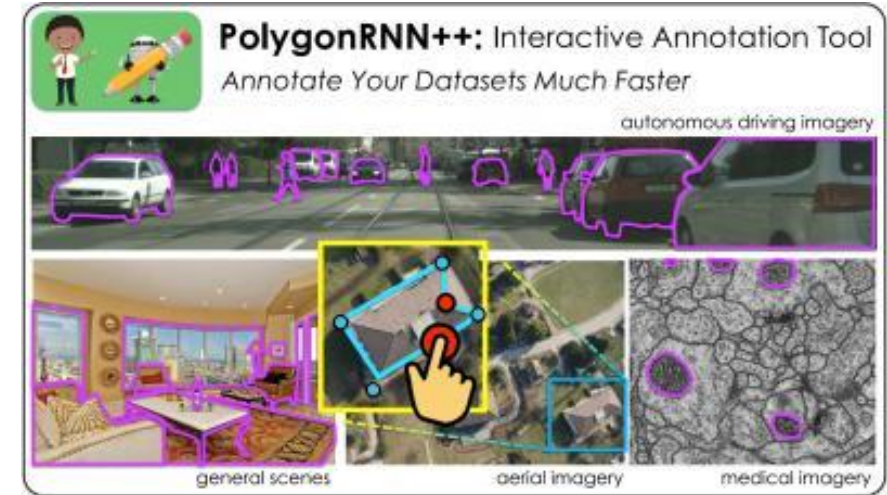 PolygonRNN++: Interactive Annotation Tool
Annotate Your Datasets Much Faster
autonomous driving imagery
general scenes
aerial imagery
medical imagery